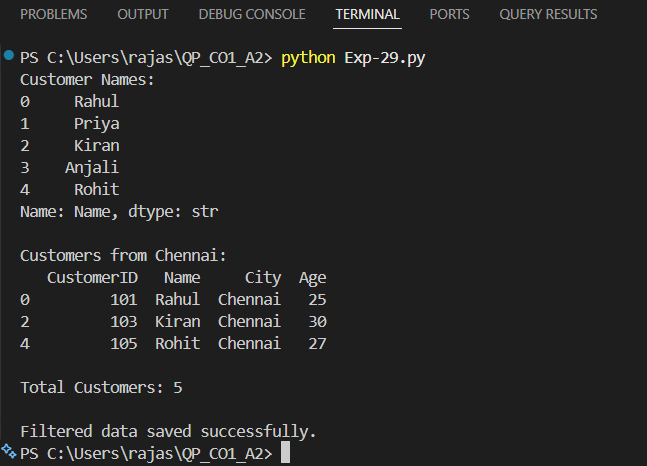 PROBLEMS OUTPUT DEBUG CONSOLE TERMINAL PORTS QUERY RESULTS
PS C:\Users\rajas\QP_CO1_A2> python Exp-29.py
Customer Names:
0     Rahul
1     Priya
2     Kiran
3    Anjali
4     Rohit
Name: Name, dtype: str

Customers from Chennai:
   CustomerID   Name     City  Age
0         101  Rahul  Chennai   25
2         103  Kiran  Chennai   30
4         105  Rohit  Chennai   27

Total Customers: 5

Filtered data saved successfully.
PS C:\Users\rajas\QP_CO1_A2>